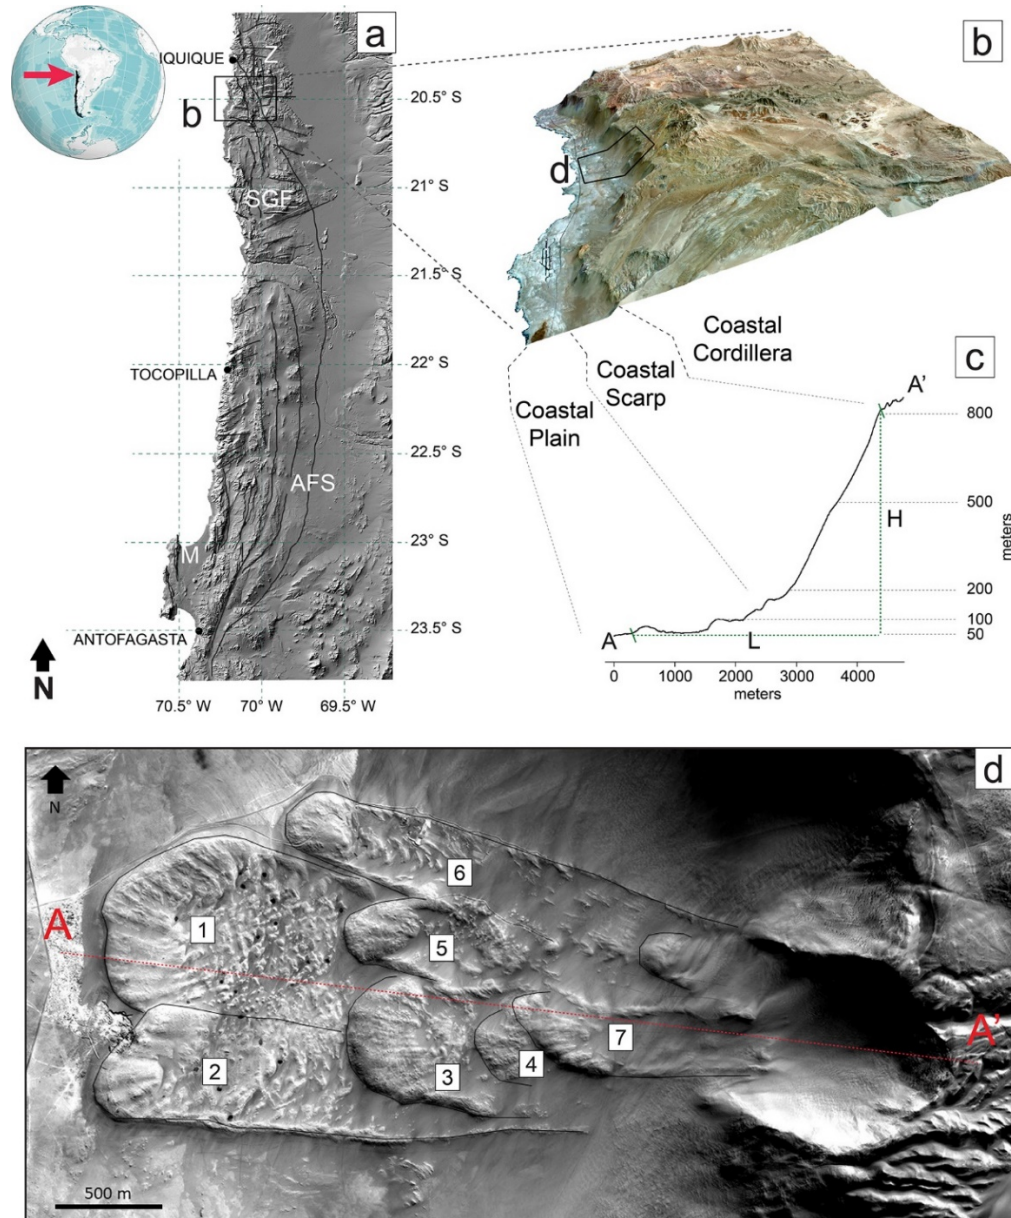 a
IQUIQUE
Z
b
20.5° S
SGF
21° S
21.5° S
TOCOPILLA
22° S
22.5° S
AFS
M
23° S
ANTOFAGASTA
23.5° S
N
70.5° W
70° W
69.5° W
b
d
Coastal
Cordillera
Coastal
Scarp
Coastal
Plain
c
A'
800
500
H
meters
200
100
A
L
50
0
1000
2000
3000
4000
meters
d
N
6
1
A
5
A'
7
2
3
4
500 m